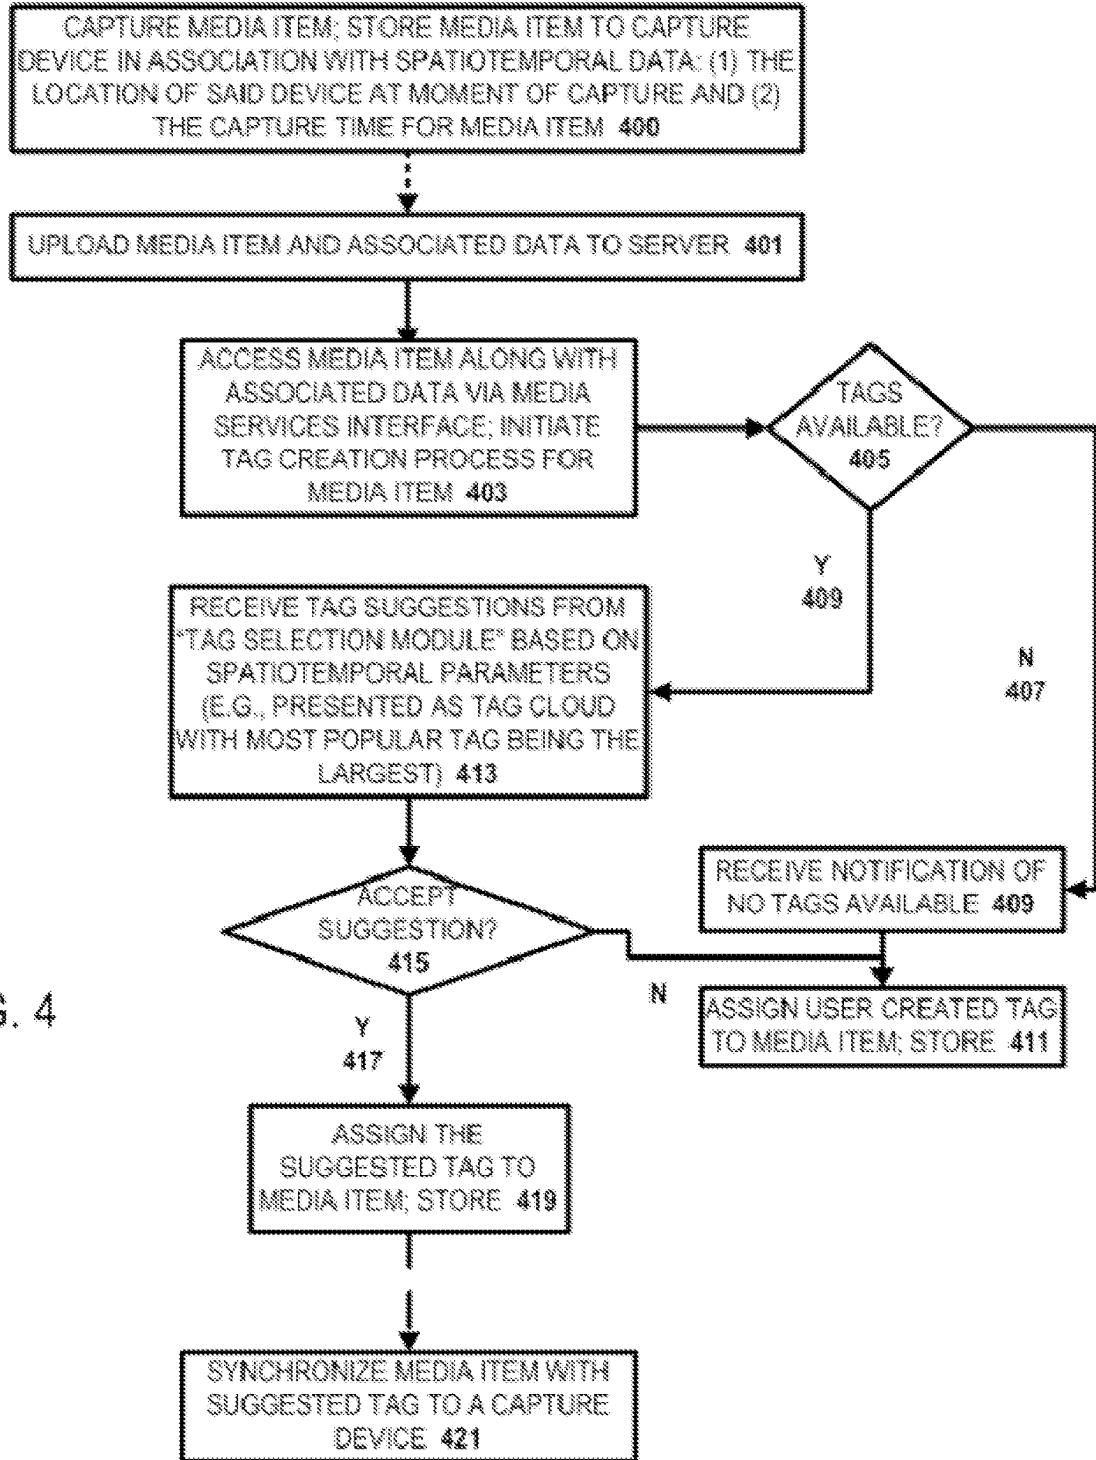 CAPTURE MEDIA ITEM; STORE MEDIA ITEM TO CAPTURE
DEVICE IN ASSOCIATION WITH SPATIOTEMPORAL DATA: (1) THE
LOCATION OF SAID DEVICE AT MOMENT OF CAPTURE AND (2)
THE CAPTURE TIME FOR MEDIA ITEM 400
UPLOAD MEDIA ITEM AND ASSOCIATED DATA TO SERVER 401
ACCESS MEDIA ITEM ALONG WITH
ASSOCIATED DATA VIA MEDIA
SERVICES INTERFACE; INITIATE
TAG CREATION PROCESS FOR
MEDIA ITEM 403
TAGS
AVAILABLE?
405
Y
409
N
407
RECEIVE TAG SUGGESTIONS FROM
"TAG SELECTION MODULE" BASED ON
SPATIOTEMPORAL PARAMETERS
(E.G., PRESENTED AS TAG CLOUD
WITH MOST POPULAR TAG BEING THE
LARGEST) 413
RECEIVE NOTIFICATION OF
NO TAGS AVAILABLE 409
ACCEPT
SUGGESTION?
415
N
ASSIGN USER CREATED TAG
TO MEDIA ITEM; STORE 411
G. 4
Y
417
ASSIGN THE
SUGGESTED TAG TO
MEDIA ITEM; STORE 419
SYNCHRONIZE MEDIA ITEM WITH
SUGGESTED TAG TO A CAPTURE
DEVICE 421